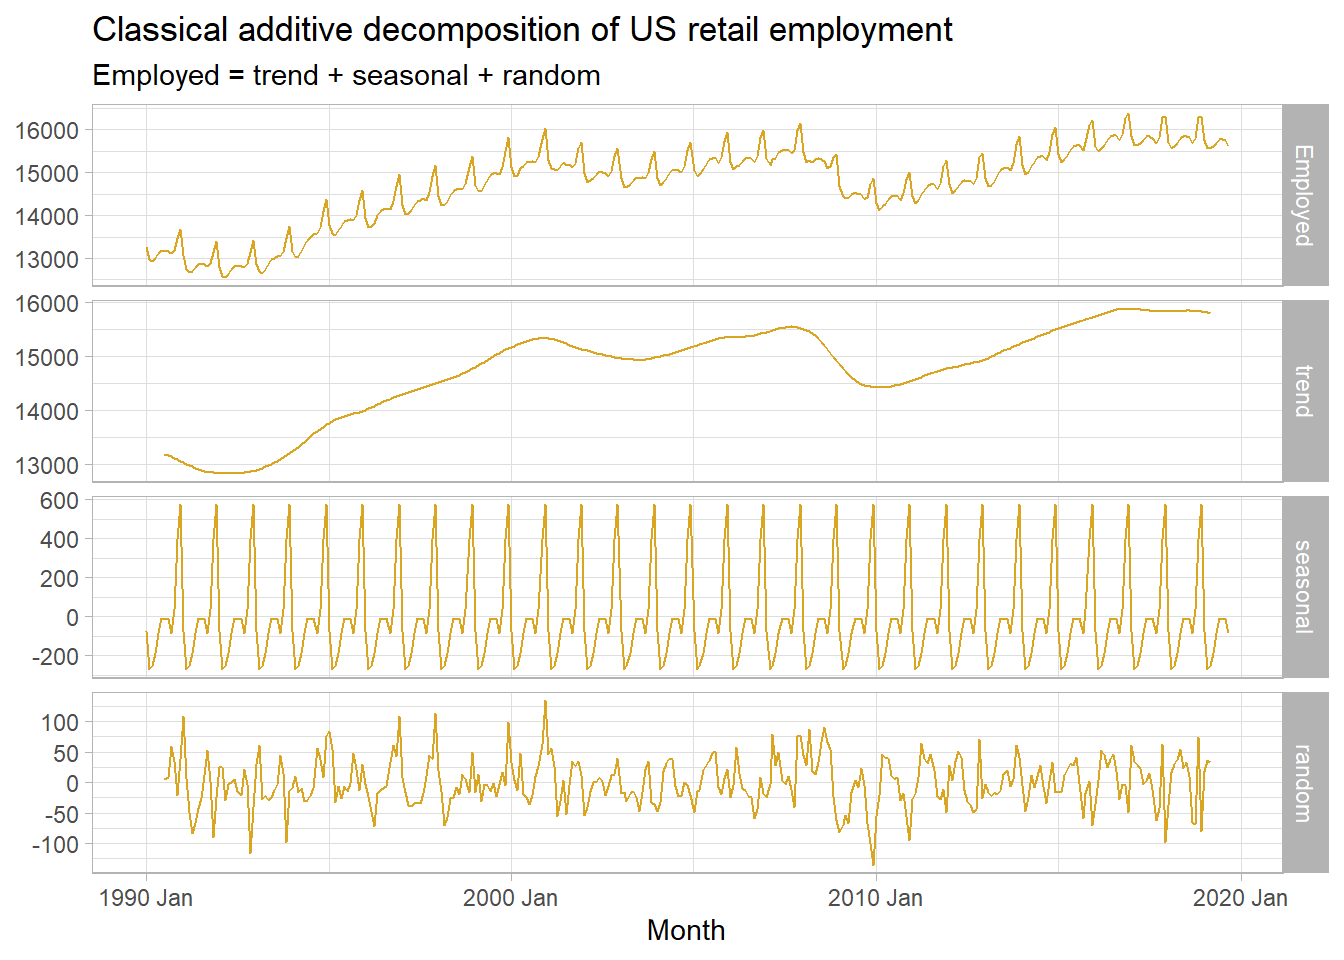 Classical additive decomposition of US retail employment
Employed = trend + seasonal + random
16000
15000
14000
13000
Employed
16000
15000
14000
13000
trend
600
400
200
0
-200
seasonal
100
50
0
-50
-100
random
1990 Jan 2000 Jan 2010 Jan 2020 Jan
Month